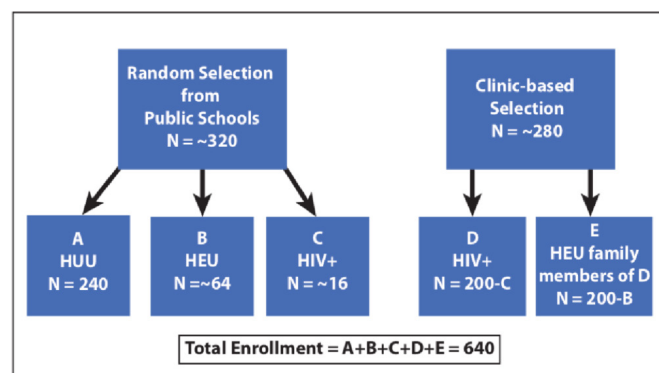 Random Selection
from
Public Schools
N = ~320
Clinic-based
Selection
N = ~280
A
HUU
N = 240
B
HEU
N =~64
C
HIV+
N = ~16
D
HIV+
N = 200-C
E
HEU family
members of D
N = 200-B
Total Enrollment = A+B+C+D+E = 640